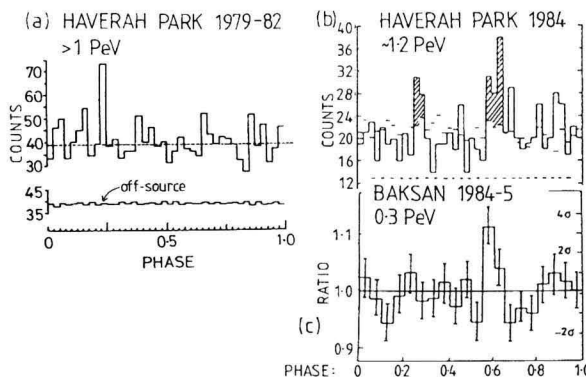 (a) HAVERAH PARK 1979-82
>1 PeV
COUNTS
70
60
50
40
30
45
35
off-source
0
0·5
1·0
PHASE
(b) HAVERAH PARK 1984
~1·2 PeV
COUNTS
40
36
32
28
24
20
16
12
BAKSAN 1984-5
0·3 PeV
4σ
2σ
-2σ
RATIO
1·1
1·0
0·9
(c)
PHASE: 0 0·2 0·4 0·6 0·8 1·0